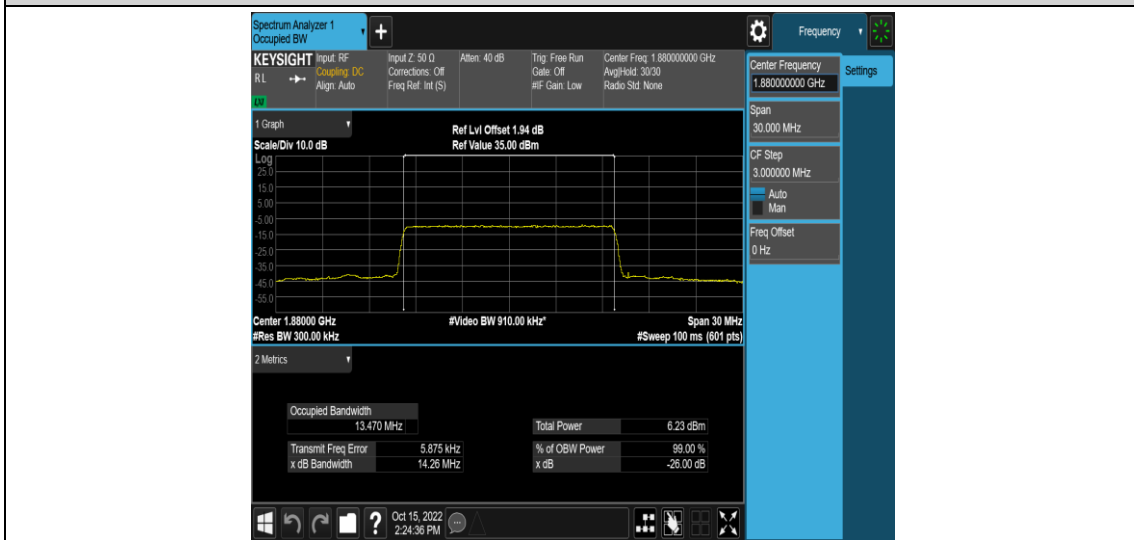 Spectrum Analyzer 1
Occupied BW
+
Frequency
KEYSIGHT
RL
LXI
Input: RF
Coupling: DC
Align: Auto
Input Z: 50 Ω
Corrections: Off
Freq Ref: Int (S)
Atten: 40 dB
Trig: Free Run
Gate: Off
#IF Gain: Low
Center Freq: 1.880000000 GHz
Avg|Hold: 30/30
Radio Std: None
Center Frequency
1.880000000 GHz
Settings
Span
30.000 MHz
CF Step
3.000000 MHz
Auto
Man
Freq Offset
0 Hz
1 Graph
Ref Lvl Offset 1.94 dB
Scale/Div 10.0 dB
Ref Value 35.00 dBm
Log
25.0
15.0
5.00
-5.00
-15.0
-25.0
-35.0
-45.0
-55.0
Center 1.88000 GHz
#Video BW 910.00 kHz*
Span 30 MHz
#Res BW 300.00 kHz
#Sweep 100 ms (601 pts)
2 Metrics
Occupied Bandwidth
13.470 MHz
Total Power 6.23 dBm
Transmit Freq Error 5.875 kHz
% of OBW Power 99.00 %
x dB Bandwidth 14.26 MHz
x dB -26.00 dB
?
Oct 15, 2022
2:24:36 PM